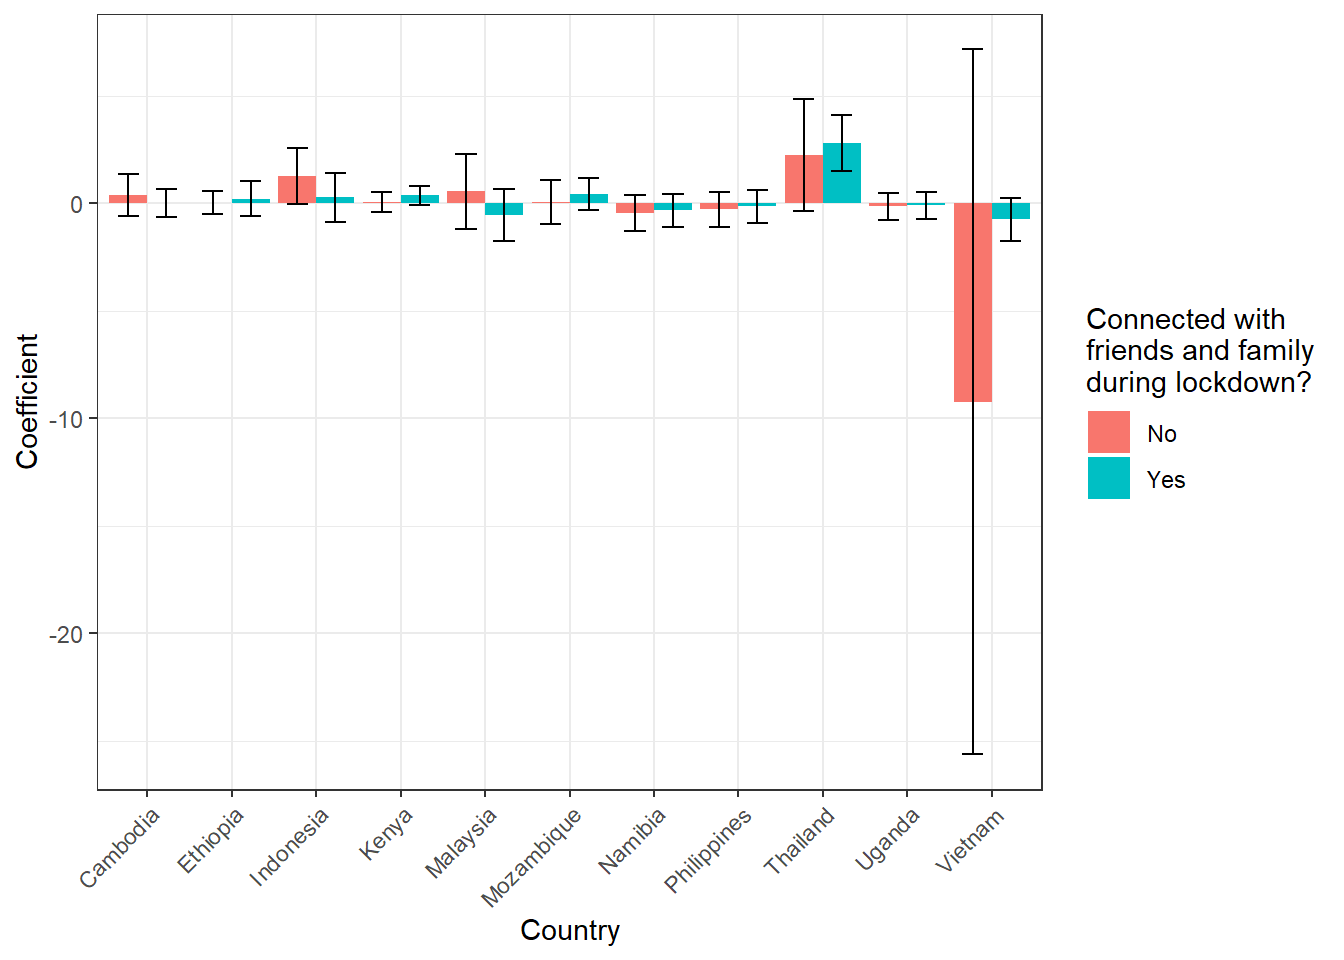 0
-10
-20
Coefficient
Cambodia
Ethiopia
Indonesia
Kenya
Malaysia
Mozambique
Namibia
Philippines
Thailand
Uganda
Vietnam
Country
Connected with
friends and family
during lockdown?
No
Yes